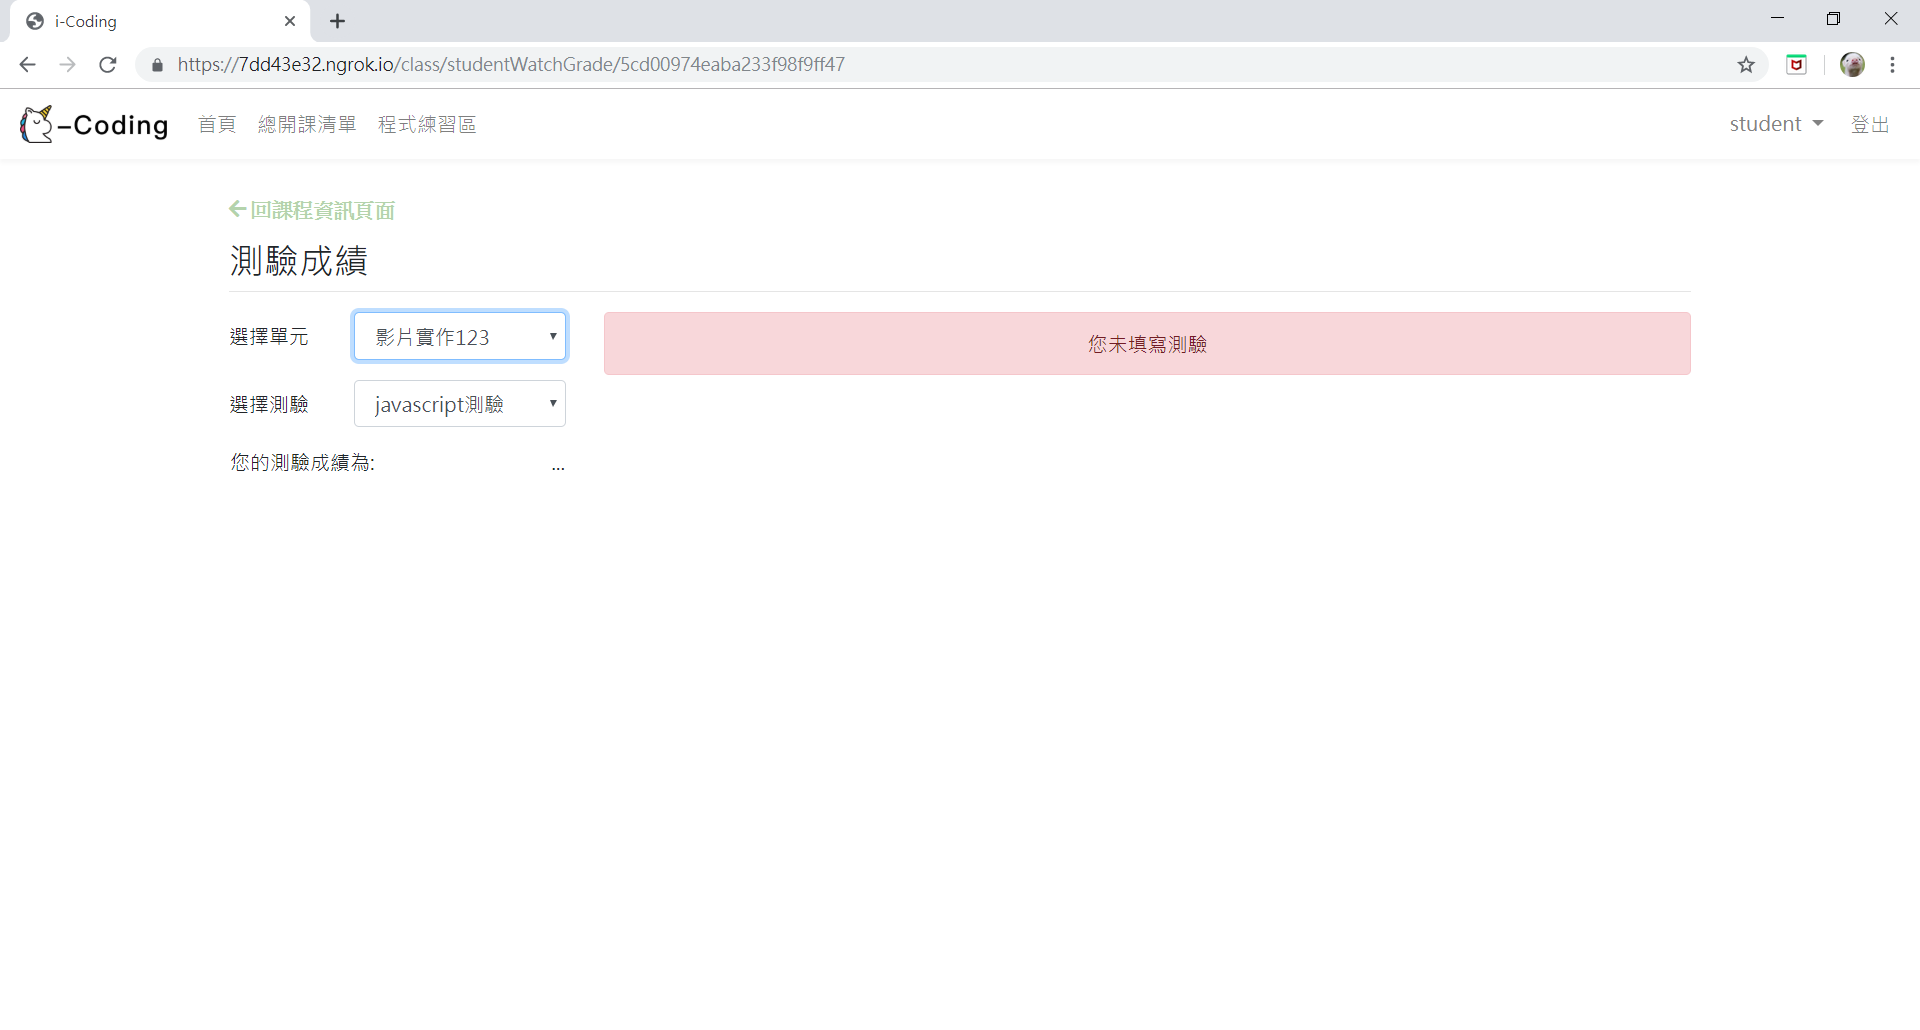 i-Coding
https://7dd43e32.ngrok.io/class/studentWatchGrade/5cd00974eaba233f98f9ff47
-Coding 首頁 總開課清單 程式練習區 student 登出
回課程資訊頁面
測驗成績
選擇單元 影片實作123 您未填寫測驗
選擇測驗 javascript測驗
您的測驗成績為: ...